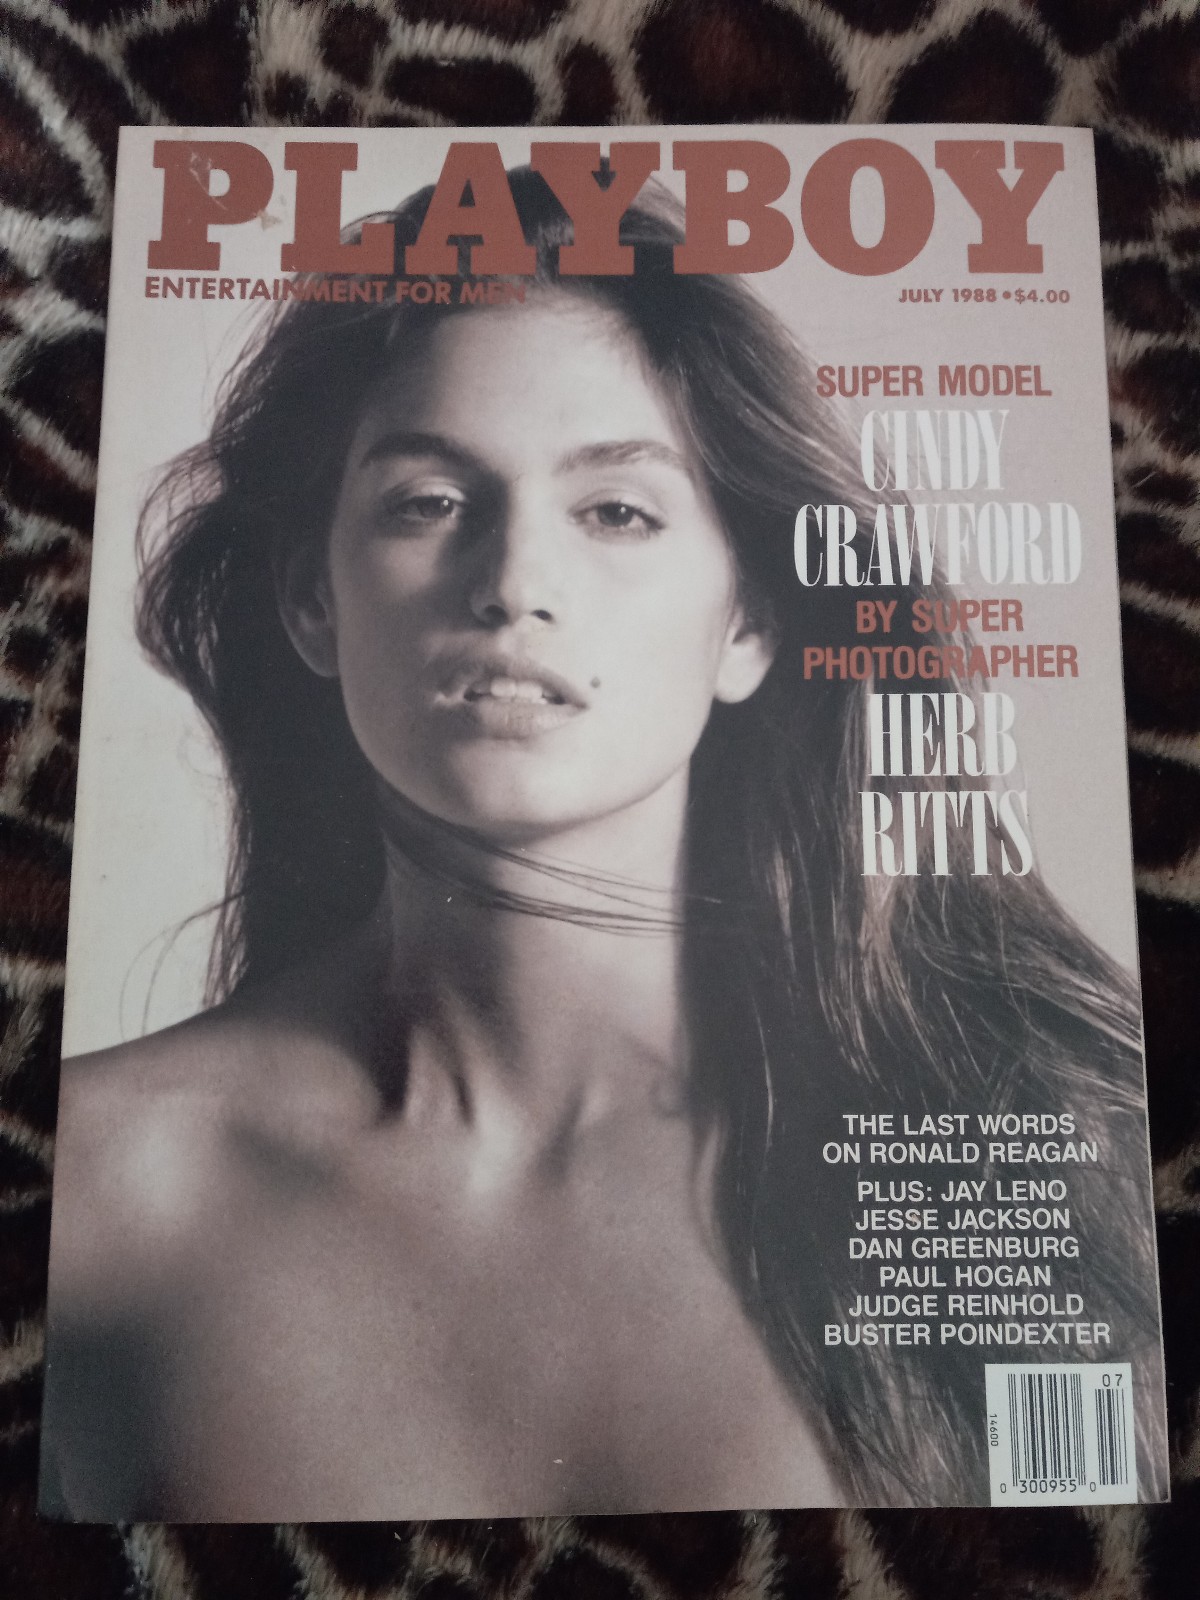 PLAYBOY
ENTERTAINMENT FOR MEN
JULY 1988 • $4.00
SUPER MODEL
CINDY
CRAWFORD
BY SUPER
PHOTOGRAPHER
HERB
RITTS
THE LAST WORDS
ON RONALD REAGAN
PLUS: JAY LENO
JESSE JACKSON
DAN GREENBURG
PAUL HOGAN
JUDGE REINHOLD
BUSTER POINDEXTER
07
14600
0 300955 0